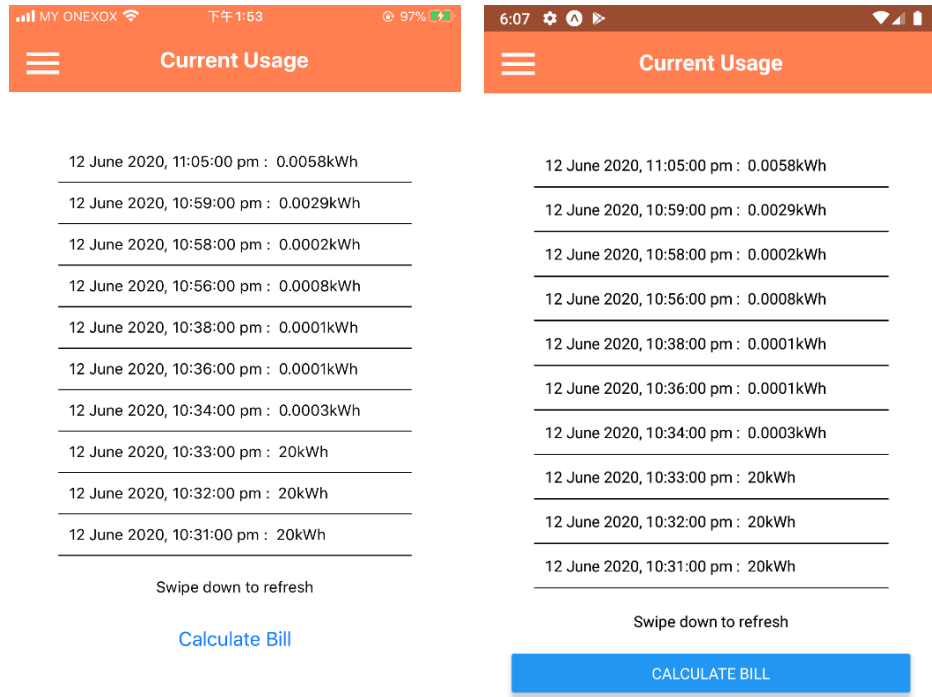 MY ONEXOX 下午1:53 97%
Current Usage
12 June 2020, 11:05:00 pm : 0.0058kWh
12 June 2020, 10:59:00 pm : 0.0029kWh
12 June 2020, 10:58:00 pm : 0.0002kWh
12 June 2020, 10:56:00 pm : 0.0008kWh
12 June 2020, 10:38:00 pm : 0.0001kWh
12 June 2020, 10:36:00 pm : 0.0001kWh
12 June 2020, 10:34:00 pm : 0.0003kWh
12 June 2020, 10:33:00 pm : 20kWh
12 June 2020, 10:32:00 pm : 20kWh
12 June 2020, 10:31:00 pm : 20kWh
Swipe down to refresh
Calculate Bill
6:07
Current Usage
12 June 2020, 11:05:00 pm : 0.0058kWh
12 June 2020, 10:59:00 pm : 0.0029kWh
12 June 2020, 10:58:00 pm : 0.0002kWh
12 June 2020, 10:56:00 pm : 0.0008kWh
12 June 2020, 10:38:00 pm : 0.0001kWh
12 June 2020, 10:36:00 pm : 0.0001kWh
12 June 2020, 10:34:00 pm : 0.0003kWh
12 June 2020, 10:33:00 pm : 20kWh
12 June 2020, 10:32:00 pm : 20kWh
12 June 2020, 10:31:00 pm : 20kWh
Swipe down to refresh
CALCULATE BILL